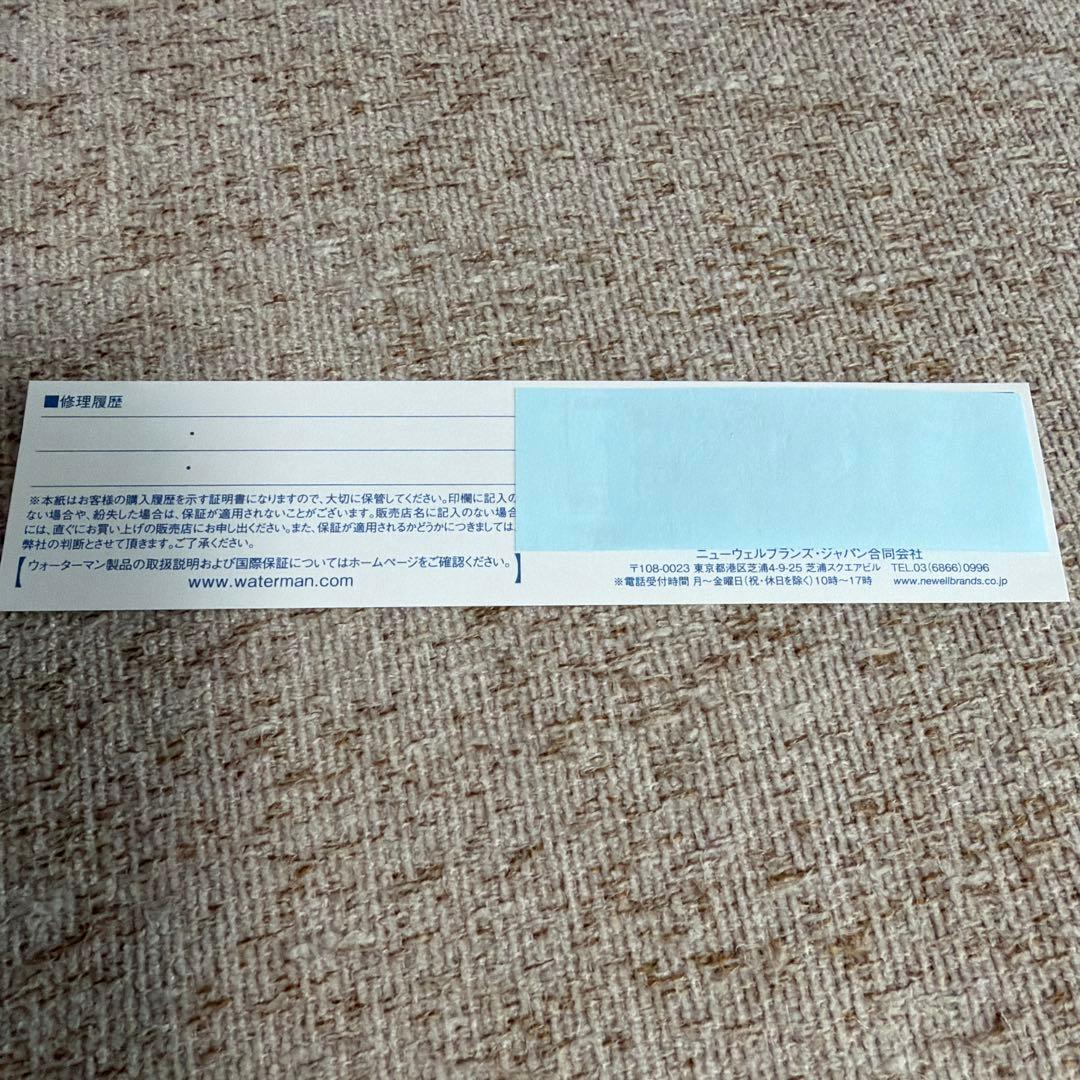 ■修理履歴
・
・
※本紙はお客様の購入履歴を示す証明書になりますので、大切に保管してください。印欄に記入の
ない場合や、紛失した場合は、保証が適用されないことがございます。販売店名に記入のない場合
には、直ぐにお買い上げの販売店にお申し出ください。また、保証が適用されるかどうかにつきましては、
弊社の判断とさせて頂きます。ご了承ください。
【ウォーターマン製品の取扱説明および国際保証についてはホームページをご確認ください。
www.waterman.com】
ニューウェルブランズ・ジャパン合同会社
〒108-0023 東京都港区芝浦4-9-25 芝浦スクエアビル TEL.03(6866)0996
※電話受付時間 月〜金曜日(祝・休日を除く)10時〜17時 www.newellbrands.co.jp